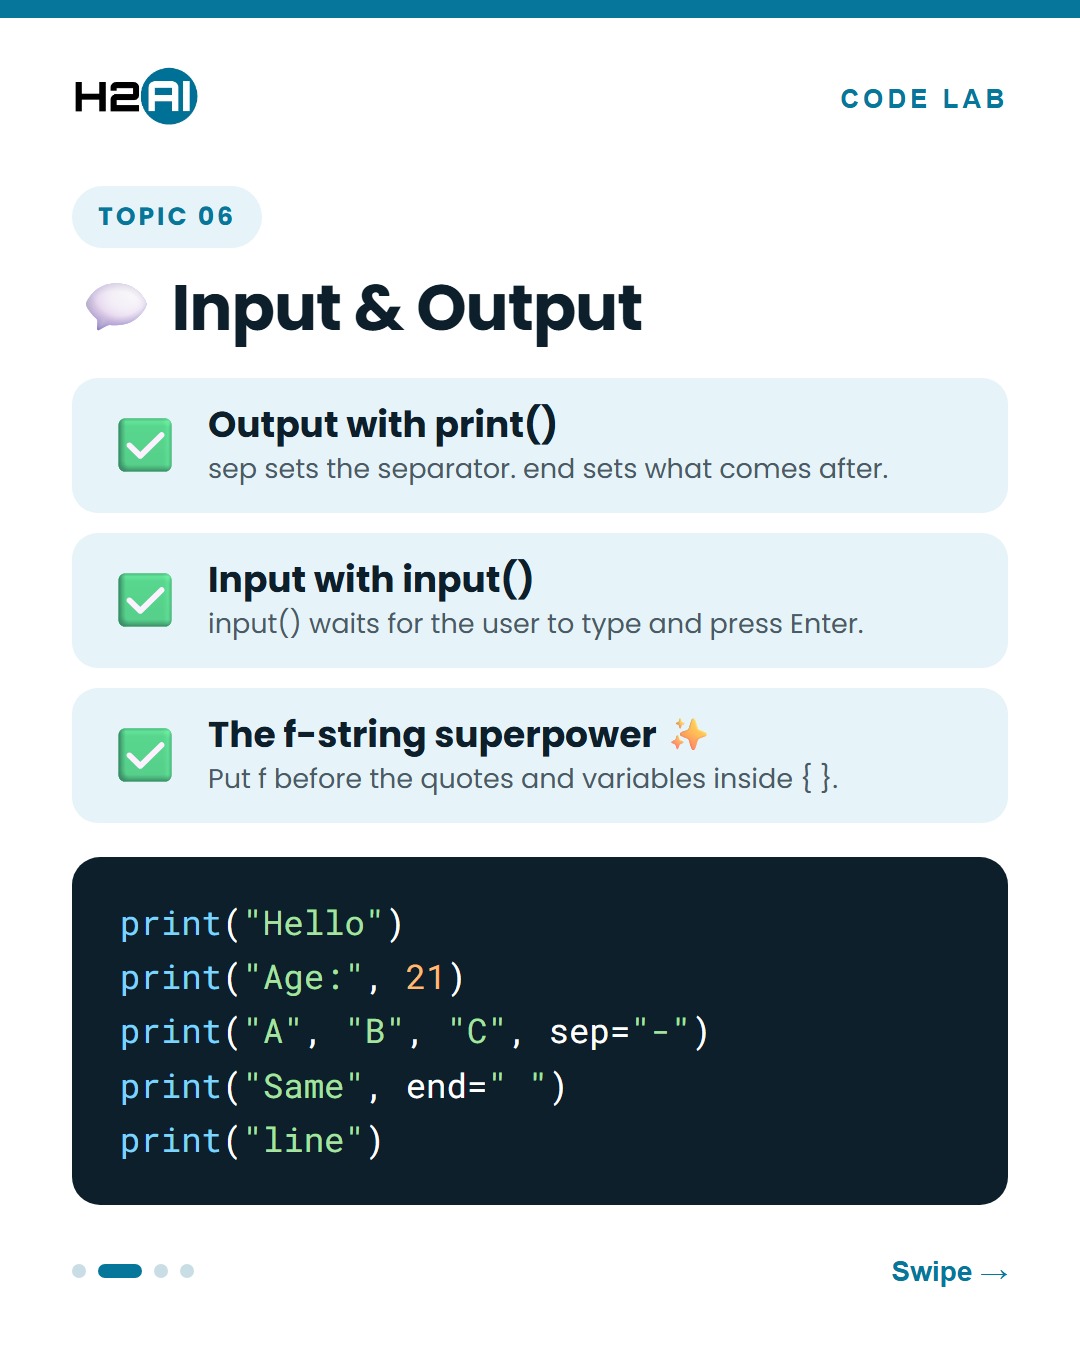 H2AI
CODE LAB
TOPIC 06
Input & Output
Output with print()
sep sets the separator. end sets what comes after.
Input with input()
input() waits for the user to type and press Enter.
The f-string superpower ✨
Put f before the quotes and variables inside { }.
print("Hello")
print("Age:", 21)
print("A", "B", "C", sep="-")
print("Same", end=" ")
print("line")
Swipe →